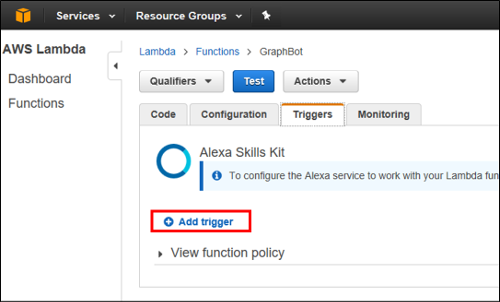 Services Resource Groups
AWS Lambda
Dashboard
Functions
Lambda > Functions > GraphBot
Qualifiers Test Actions
Code Configuration Triggers Monitoring
Alexa Skills Kit
To configure the Alexa service to work with your Lambda fun
Add trigger
View function policy